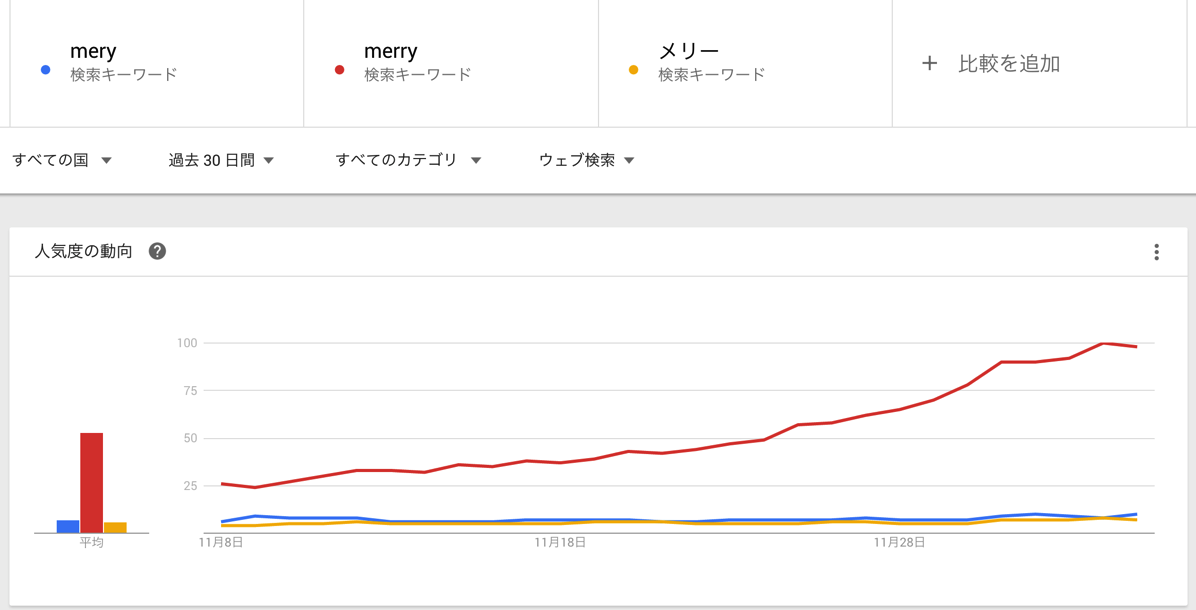 mery
検索キーワード
merry
検索キーワード
メリー
検索キーワード
+ 比較を追加
すべての国
過去 30 日間
すべてのカテゴリ
ウェブ検索
人気度の動向 ?
100
75
50
25
平均
11月8日
11月18日
11月28日